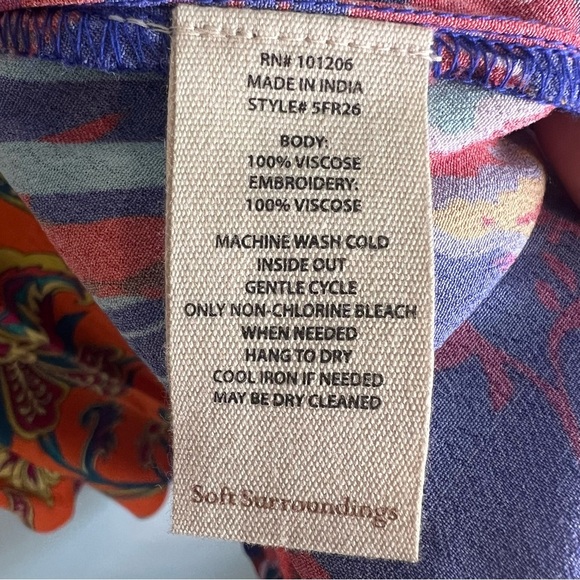 RN# 101206
MADE IN INDIA
STYLE# 5FR26
BODY:
100% VISCOSE
EMBROIDERY:
100% VISCOSE
MACHINE WASH COLD
INSIDE OUT
GENTLE CYCLE
ONLY NON-CHLORINE BLEACH
WHEN NEEDED
HANG TO DRY
COOL IRON IF NEEDED
MAY BE DRY CLEANED
Soft Surroundings